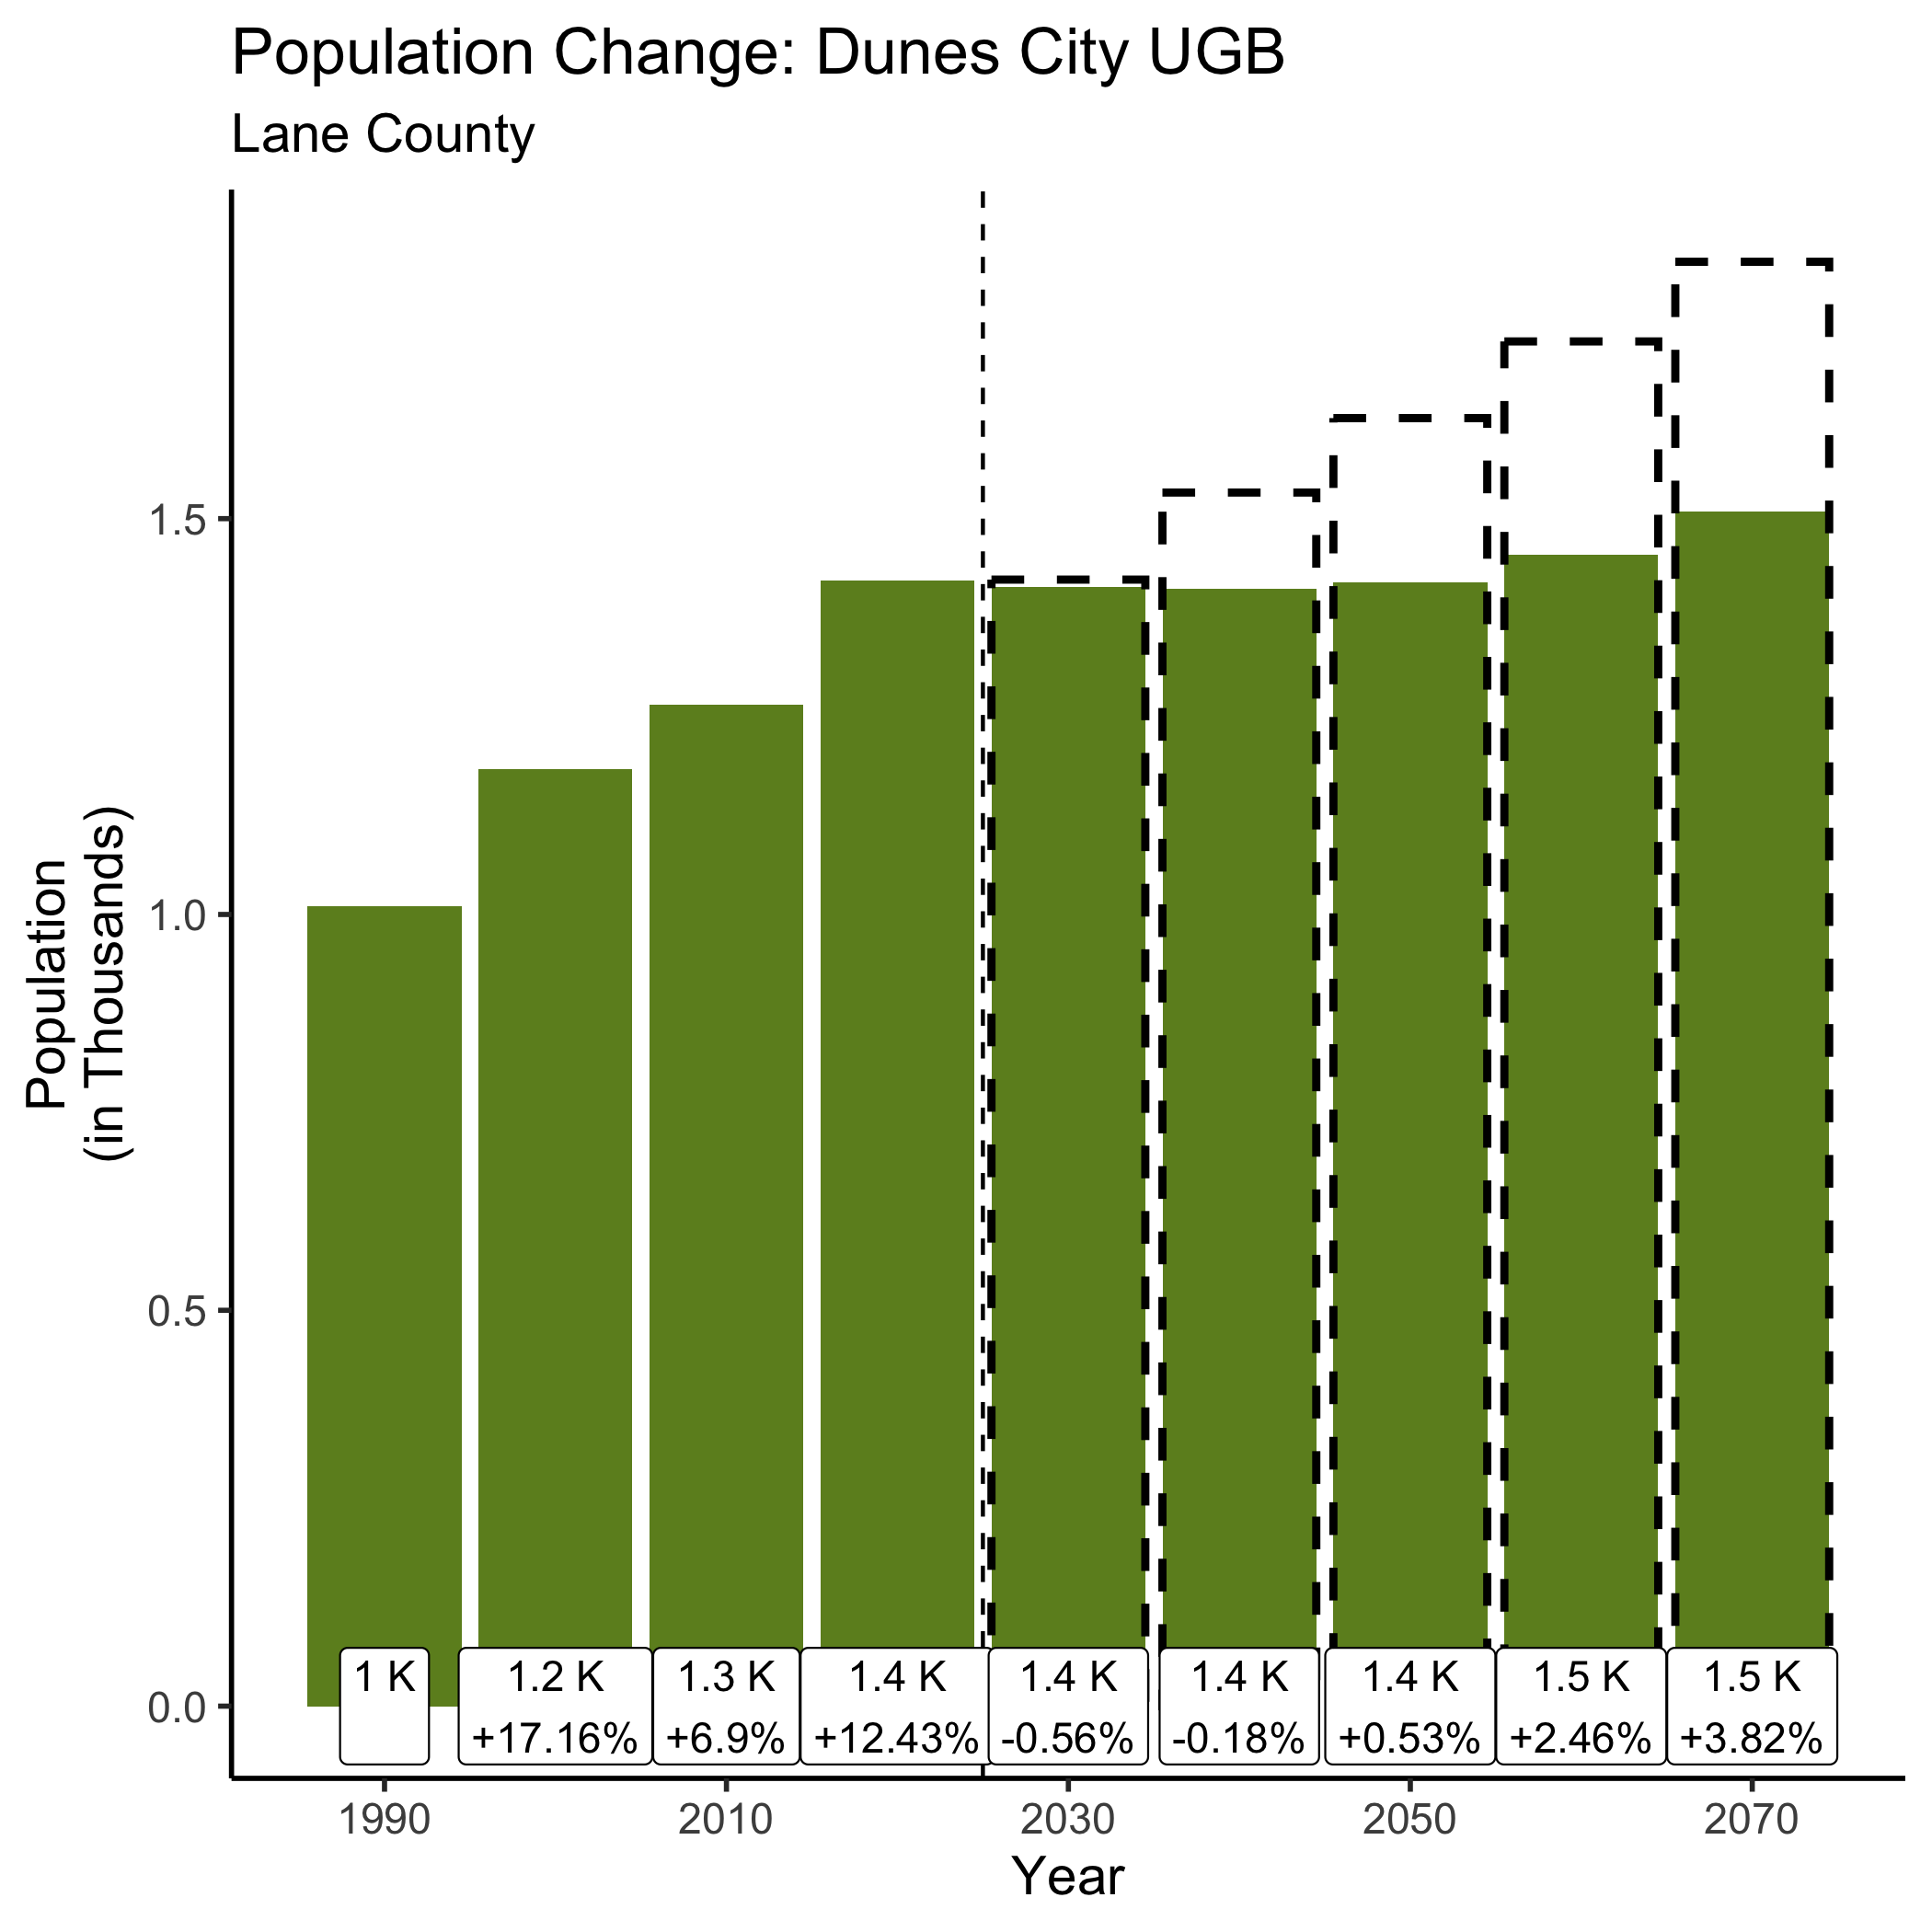 Population Change: Dunes City UGB
Lane County
Population
(in Thousands)
1.5
1.0
0.5
0.0
1 K
1.2 K
+17.16%
1.3 K
+6.9%
1.4 K
+12.43%
1.4 K
-0.56%
1.4 K
-0.18%
1.4 K
+0.53%
1.5 K
+2.46%
1.5 K
+3.82%
1990
2010
2030
2050
2070
Year